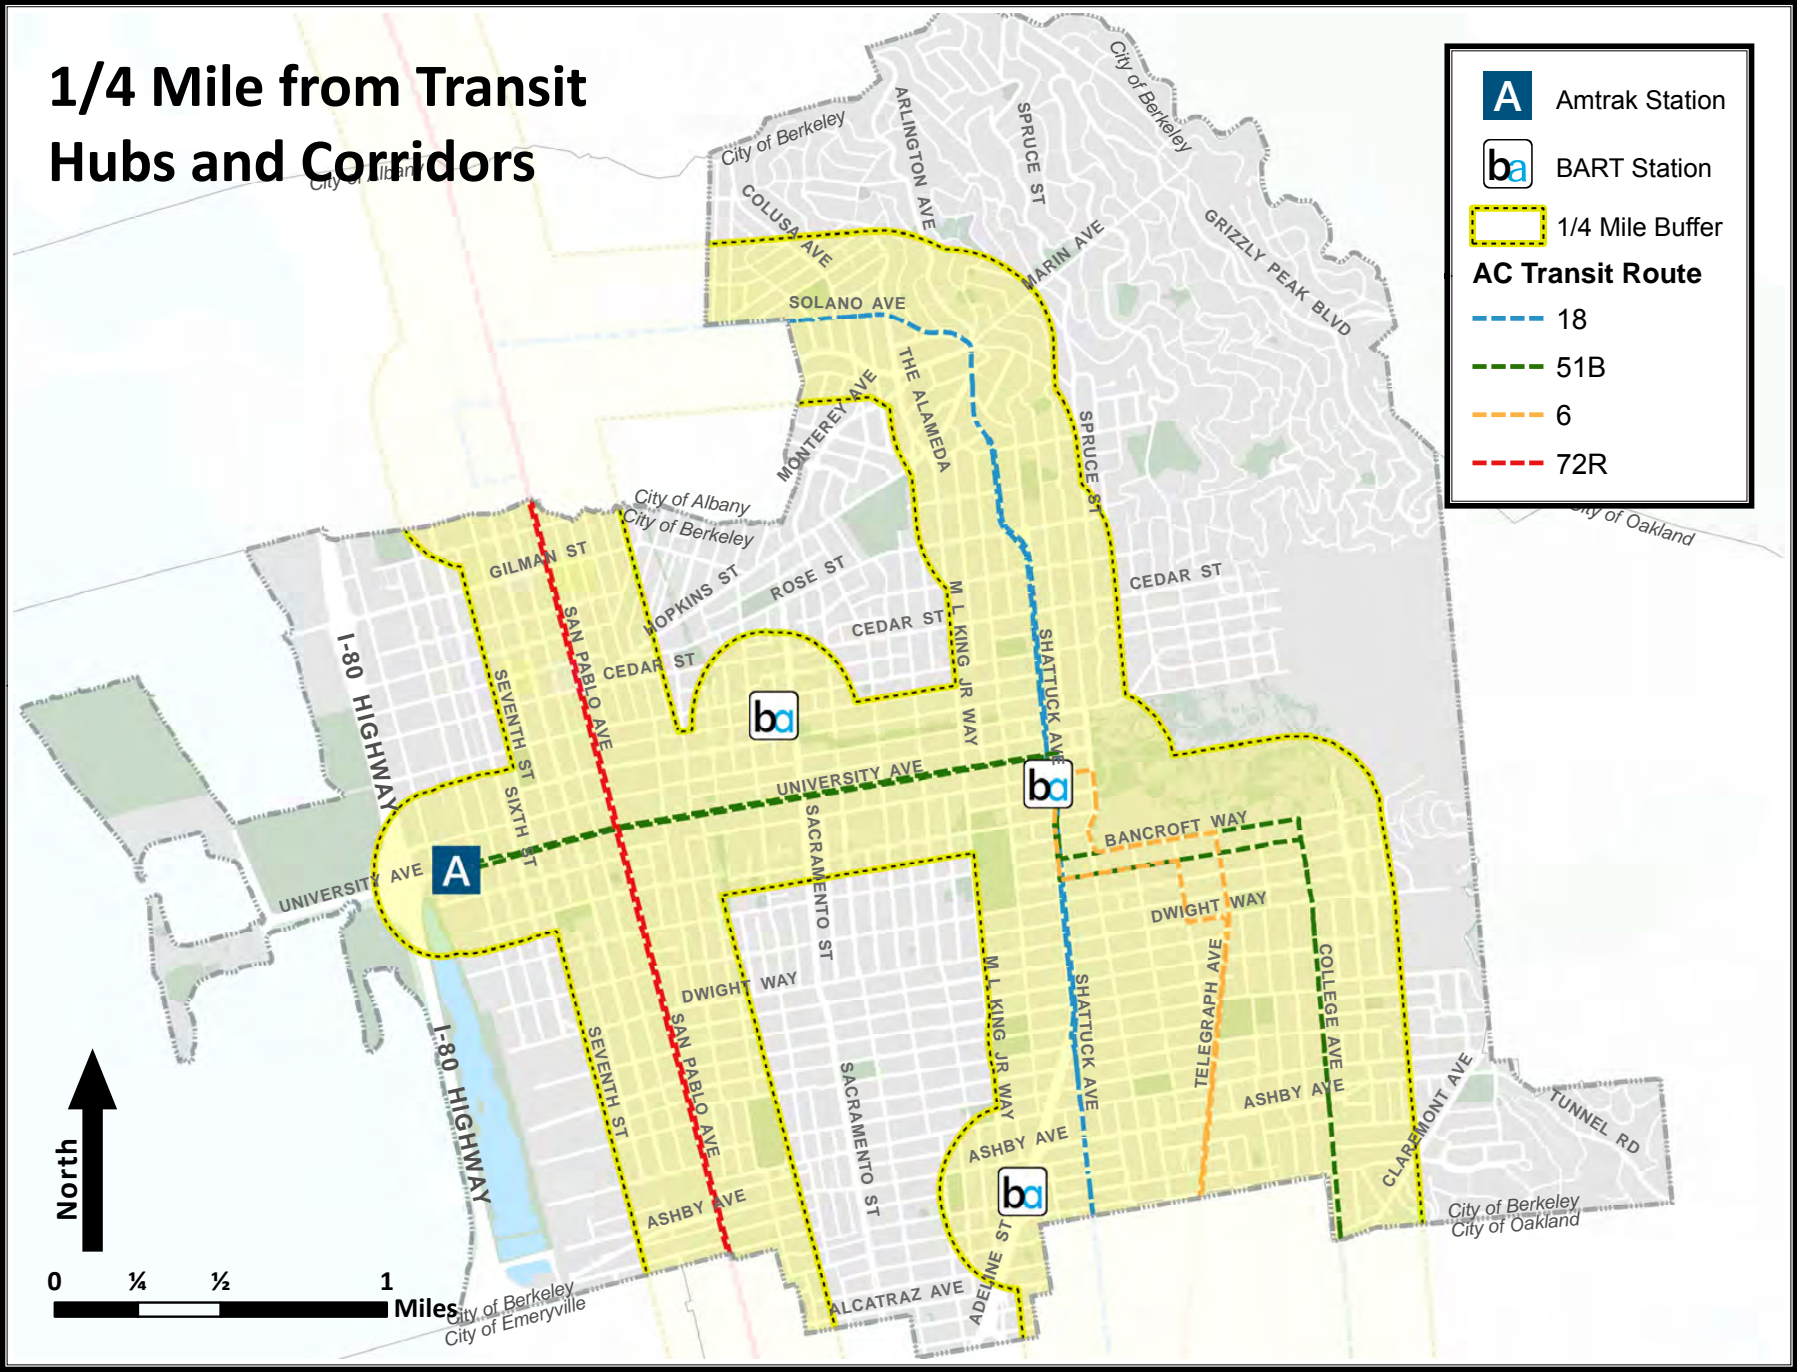 1/4 Mile from Transit
Hubs and Corridors
A Amtrak Station
ba BART Station
1/4 Mile Buffer
AC Transit Route
18
51B
6
72R
City of Albany
City of Berkeley
City of Berkeley
ARLINGTON AVE
SPRUCE ST
COLUSA AVE
MARIN AVE
GRIZZLY PEAK BLVD
SOLANO AVE
THE ALAMEDA
MONTEREY AVE
SPRUCE ST
City of Albany
City of Berkeley
City of Oakland
GILMAN ST
HOPKINS ST
ROSE ST
CEDAR ST
CEDAR ST
CEDAR ST
I-80 HIGHWAY
SEVENTH ST
SAN PABLO AVE
M L KING JR WAY
SHATTUCK AVE
ba
ba
UNIVERSITY AVE
SIXTH ST
SACRAMENTO ST
BANCROFT WAY
A
UNIVERSITY AVE
DWIGHT WAY
DWIGHT WAY
I-80 HIGHWAY
SEVENTH ST
SAN PABLO AVE
SACRAMENTO ST
M L KING JR WAY
SHATTUCK AVE
TELEGRAPH AVE
COLLEGE AVE
ASHBY AVE
ASHBY AVE
ASHBY AVE
CLAREMONT AVE
TUNNEL RD
ba
ADELINE ST
ALCATRAZ AVE
City of Berkeley
City of Oakland
City of Berkeley
City of Emeryville
North
0 ¼ ½ 1
Miles